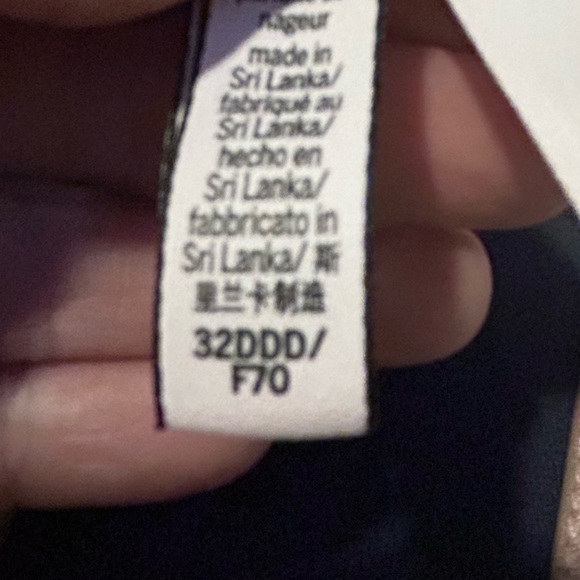 nageur
made in
Sri Lanka/
fabriqué au
Sri Lanka/
hecho en
Sri Lanka/
fabbricato in
Sri Lanka/ 斯
里兰卡制造
32DDD/
F70